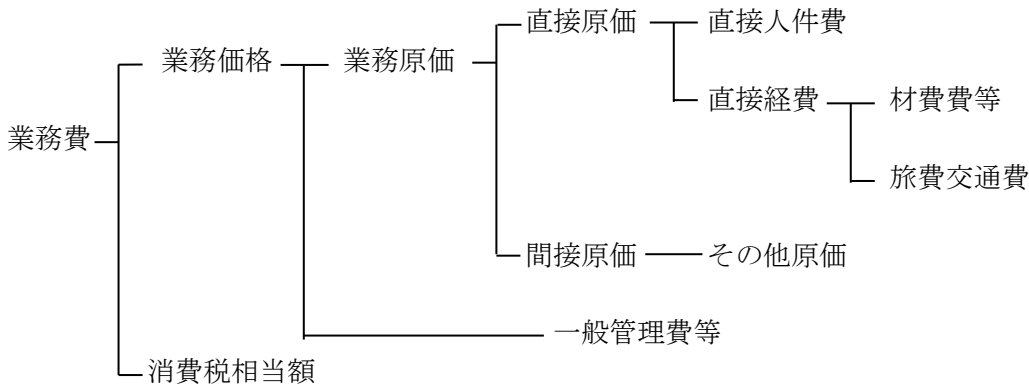 直接原価 直接人件費
業務価格 業務原価
直接経費 材費費等
業務費
旅費交通費
間接原価 その他原価
一般管理費等
消費税相当額